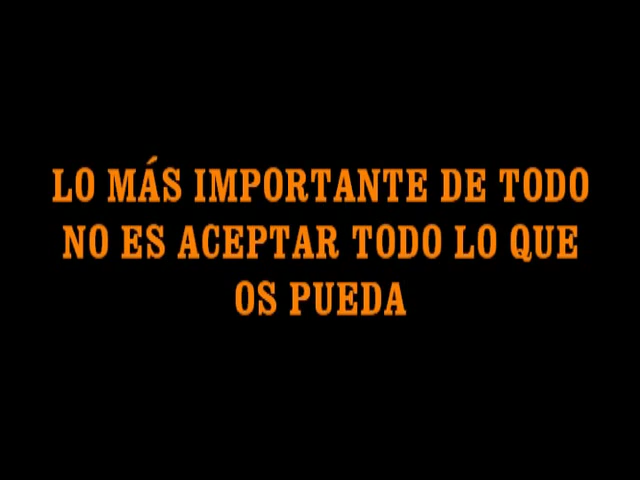 LO MÁS IMPORTANTE DE TODO
NO ES ACEPTAR TODO LO QUE
OS PUEDA